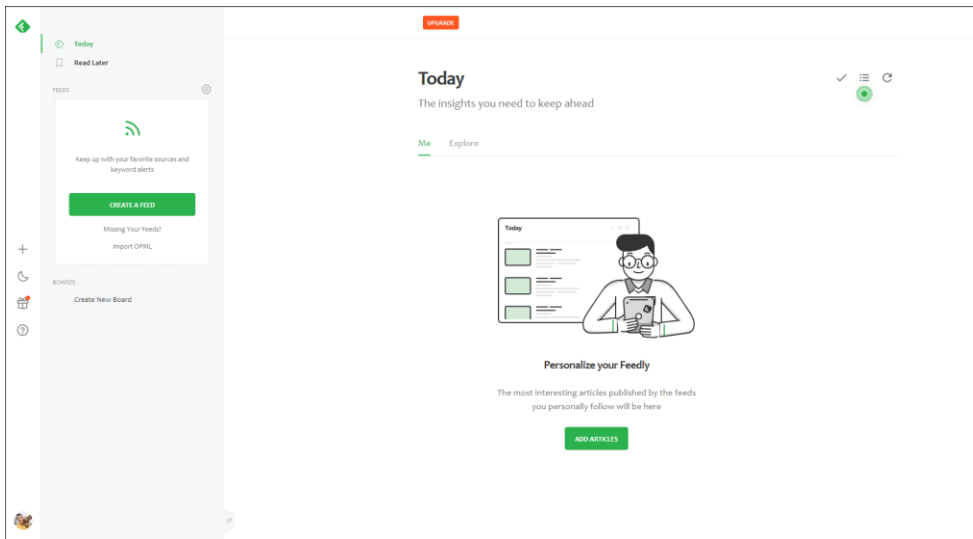 UPGRADE
Today
Read Later
FEEDS
Keep up with your favorite sources and
keyword alerts
CREATE A FEED
Missing Your Feeds?
Import OPML
BOARDS
Create New Board
Today
The insights you need to keep ahead
Me Explore
Today
Personalize your Feedly
The most interesting articles published by the feeds
you personally follow will be here
ADD ARTICLES